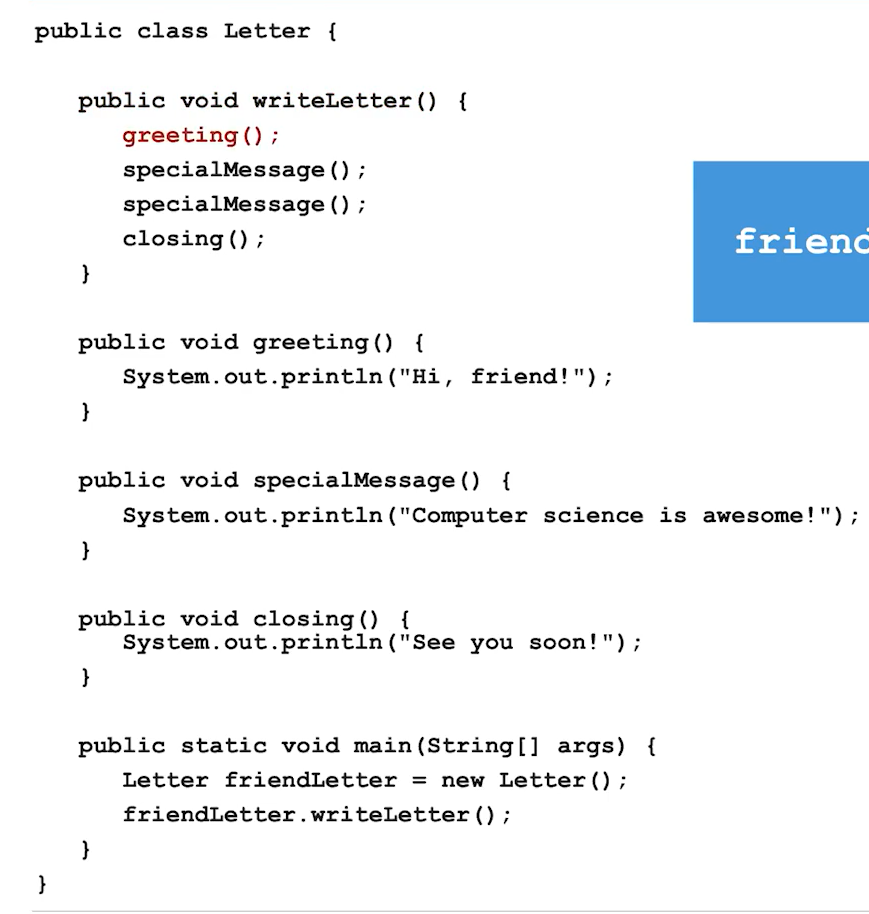 public class Letter {
public void writeLetter() {
greeting();
specialMessage();
specialMessage();
closing();
}
friend
public void greeting() {
System.out.println("Hi, friend!");
}
public void specialMessage() {
System.out.println("Computer science is awesome!");
}
public void closing() {
System.out.println("See you soon!");
}
public static void main(String[] args) {
Letter friendLetter = new Letter();
friendLetter.writeLetter();
}
}